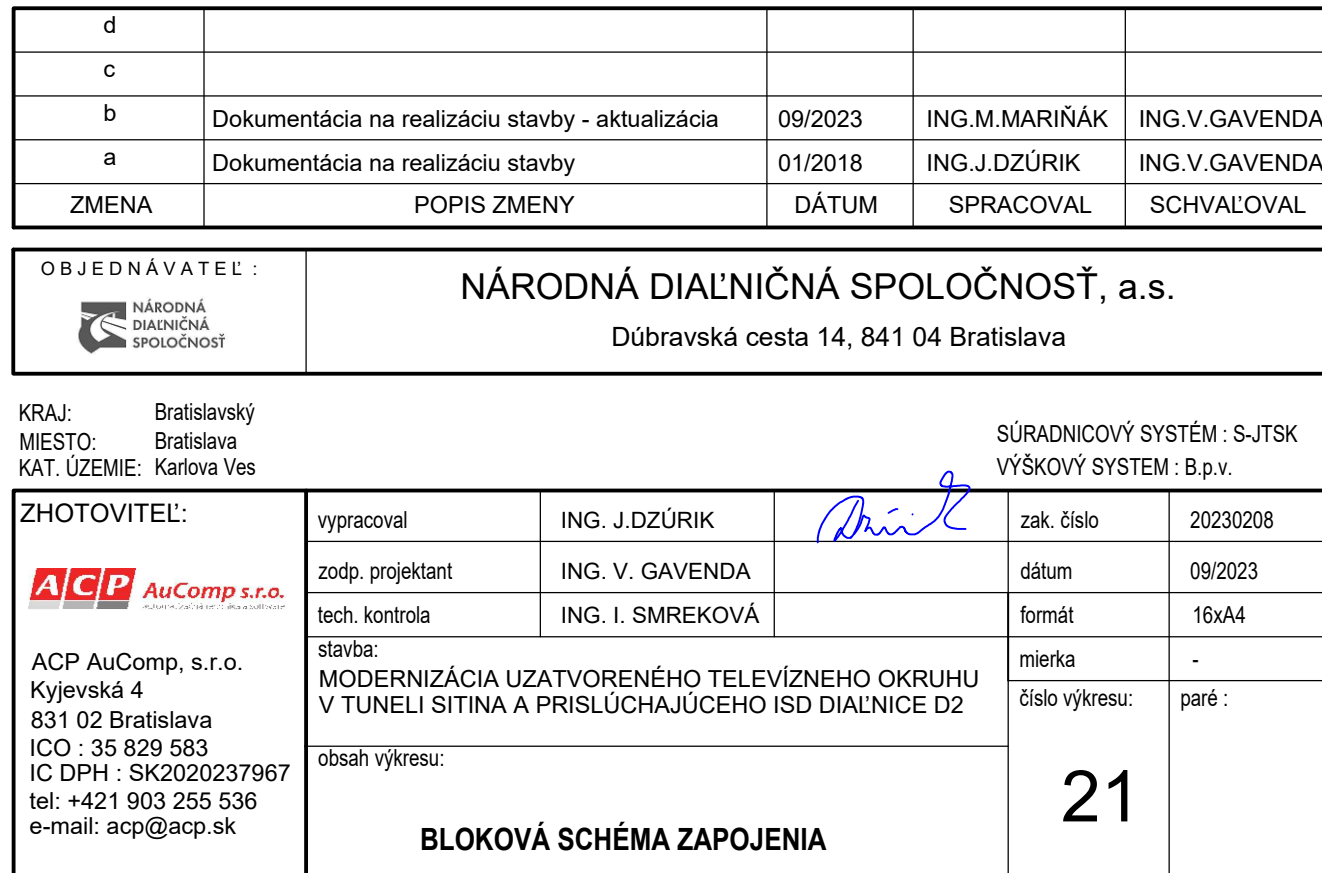 d
c
b Dokumentácia na realizáciu stavby - aktualizácia 09/2023 ING.M.MARIŇÁK ING.V.GAVENDA
a Dokumentácia na realizáciu stavby 01/2018 ING.J.DZÚRIK ING.V.GAVENDA
ZMENA POPIS ZMENY DÁTUM SPRACOVAL SCHVAĽOVAL
OBJEDNÁVATEĽ :
NÁRODNÁ
DIAĽNIČNÁ
SPOLOČNOSŤ
NÁRODNÁ DIAĽNIČNÁ SPOLOČNOSŤ, a.s.
Dúbravská cesta 14, 841 04 Bratislava
KRAJ: Bratislavský
MIESTO: Bratislava
KAT. ÚZEMIE: Karlova Ves
SÚRADNICOVÝ SYSTÉM : S-JTSK
VÝŠKOVÝ SYSTEM : B.p.v.
ZHOTOVITEĽ:
ACP AuComp s.r.o.
ACP AuComp, s.r.o.
Kyjevská 4
831 02 Bratislava
ICO : 35 829 583
IC DPH : SK2020237967
tel: +421 903 255 536
e-mail: acp@acp.sk
vypracoval ING. J.DZÚRIK
zodp. projektant ING. V. GAVENDA
tech. kontrola ING. I. SMREKOVÁ
stavba:
MODERNIZÁCIA UZATVORENÉHO TELEVÍZNEHO OKRUHU
V TUNELI SITINA A PRISLÚCHAJÚCEHO ISD DIAĽNICE D2
obsah výkresu:
BLOKOVÁ SCHÉMA ZAPOJENIA
zak. číslo 20230208
dátum 09/2023
formát 16xA4
mierka -
číslo výkresu: paré :
21